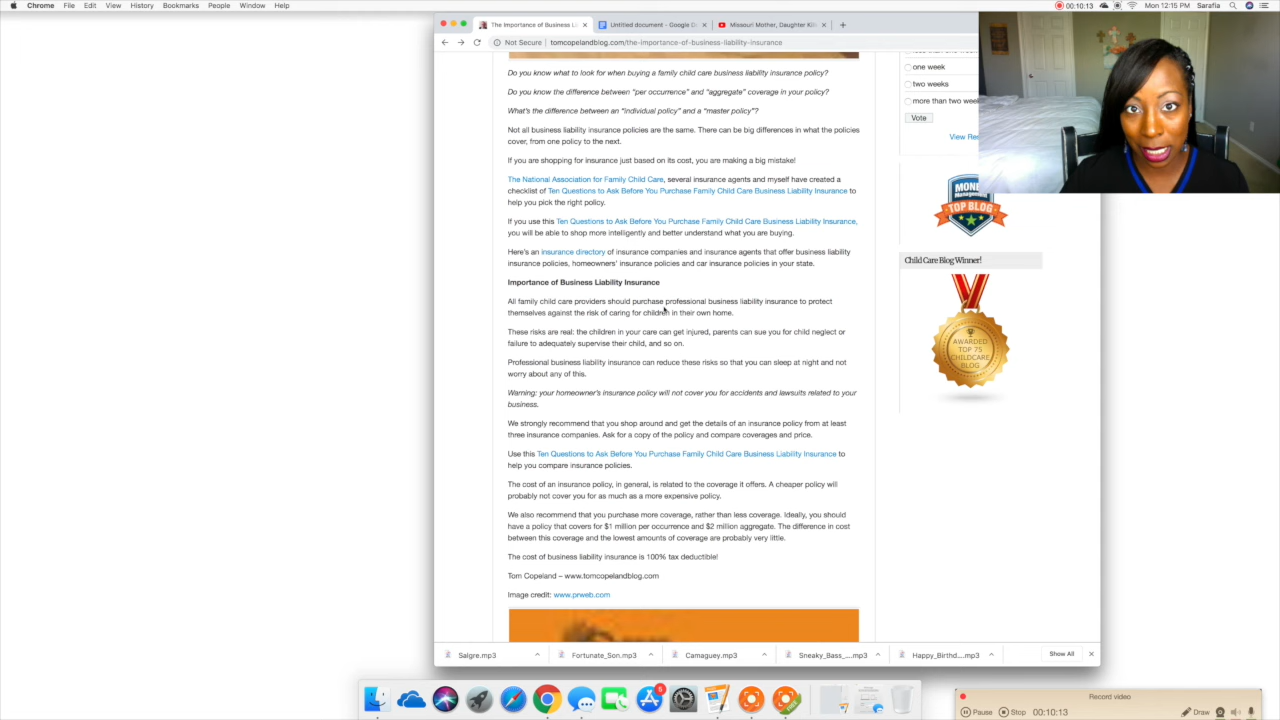 Chrome File Edit View History Bookmarks People Window Help
00:10:13 Mon 12:15 PM Sarafia
The Importance of Business Li
Untitled document - Google D
Missouri Mother, Daughter Kill
Not Secure tomcopelandblog.com/the-importance-of-business-liability-insurance
Do you know what to look for when buying a family child care business liability insurance policy?
Do you know the difference between "per occurrence" and "aggregate" coverage in your policy?
What's the difference between an "individual policy" and a "master policy"?
Not all business liability insurance policies are the same. There can be big differences in what the policies
cover, from one policy to the next.
If you are shopping for insurance just based on its cost, you are making a big mistake!
The National Association for Family Child Care, several insurance agents and myself have created a
checklist of Ten Questions to Ask Before You Purchase Family Child Care Business Liability Insurance to
help you pick the right policy.
If you use this Ten Questions to Ask Before You Purchase Family Child Care Business Liability Insurance,
you will be able to shop more intelligently and better understand what you are buying.
Here's an insurance directory of insurance companies and insurance agents that offer business liability
insurance policies, homeowners' insurance policies and car insurance policies in your state.
Importance of Business Liability Insurance
All family child care providers should purchase professional business liability insurance to protect
themselves against the risk of caring for children in their own home.
These risks are real: the children in your care can get injured, parents can sue you for child neglect or
failure to adequately supervise their child, and so on.
Professional business liability insurance can reduce these risks so that you can sleep at night and not
worry about any of this.
Warning: your homeowner's insurance policy will not cover you for accidents and lawsuits related to your
business.
We strongly recommend that you shop around and get the details of an insurance policy from at least
three insurance companies. Ask for a copy of the policy and compare coverages and price.
Use this Ten Questions to Ask Before You Purchase Family Child Care Business Liability Insurance to
help you compare insurance policies.
The cost of an insurance policy, in general, is related to the coverage it offers. A cheaper policy will
probably not cover you for as much as a more expensive policy.
We also recommend that you purchase more coverage, rather than less coverage. Ideally, you should
have a policy that covers for $1 million per occurrence and $2 million aggregate. The difference in cost
between this coverage and the lowest amounts of coverage are probably very little.
The cost of business liability insurance is 100% tax deductible!
Tom Copeland – www.tomcopelandblog.com
Image credit: www.prweb.com
one week
two weeks
more than two week
Vote
View Re
TOP BLOG
Child Care Blog Winner!
AWARDED
TOP 75
CHILDCARE
BLOG
Saigre.mp3
Fortunate_Son.mp3
Camaguey.mp3
Sneaky_Bass_....mp3
Happy_Birthd....mp3
Show All
Record video
Pause Stop 00:10:13 Draw